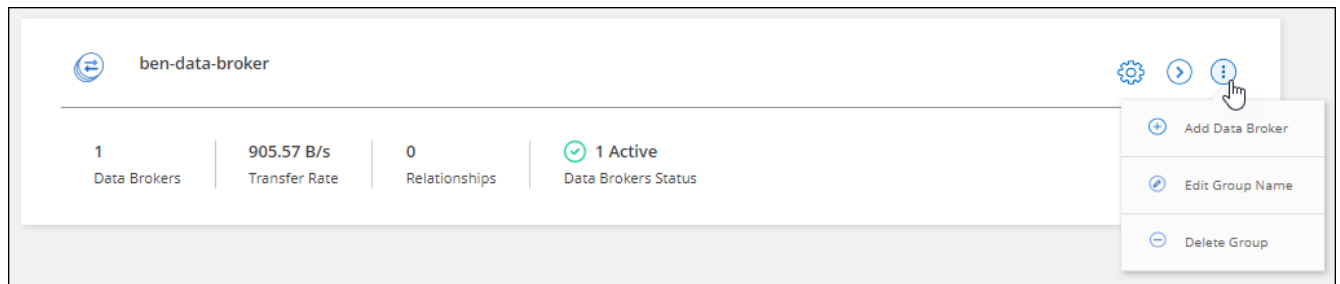 ben-data-broker
1
905.57 B/s
0
1 Active
Data Brokers
Transfer Rate
Relationships
Data Brokers Status
Add Data Broker
Edit Group Name
Delete Group